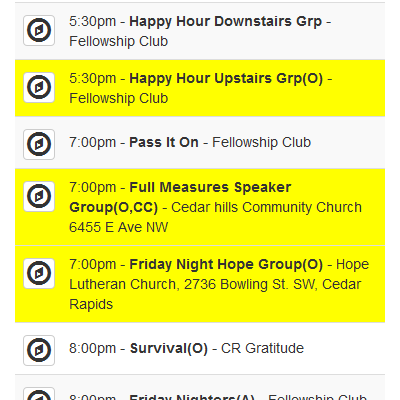 5:30pm - Happy Hour Downstairs Grp -
Fellowship Club
5:30pm - Happy Hour Upstairs Grp(O) -
Fellowship Club
7:00pm - Pass It On - Fellowship Club
7:00pm - Full Measures Speaker
Group(O,CC) - Cedar hills Community Church
6455 E Ave NW
7:00pm - Friday Night Hope Group(O) - Hope
Lutheran Church, 2736 Bowling St. SW, Cedar
Rapids
8:00pm - Survival(O) - CR Gratitude
8:00pm - Friday Nighters(A) - Fellowship Club